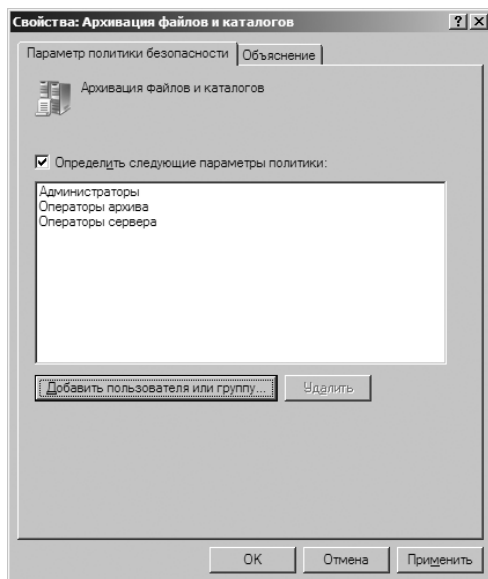 Свойства: Архивация файлов и каталогов
Параметр политики безопасности
Объяснение
Архивация файлов и каталогов
Определить следующие параметры политики:
Администраторы
Операторы архива
Операторы сервера
Добавить пользователя или группу...
Удалить
OK
Отмена
Применить